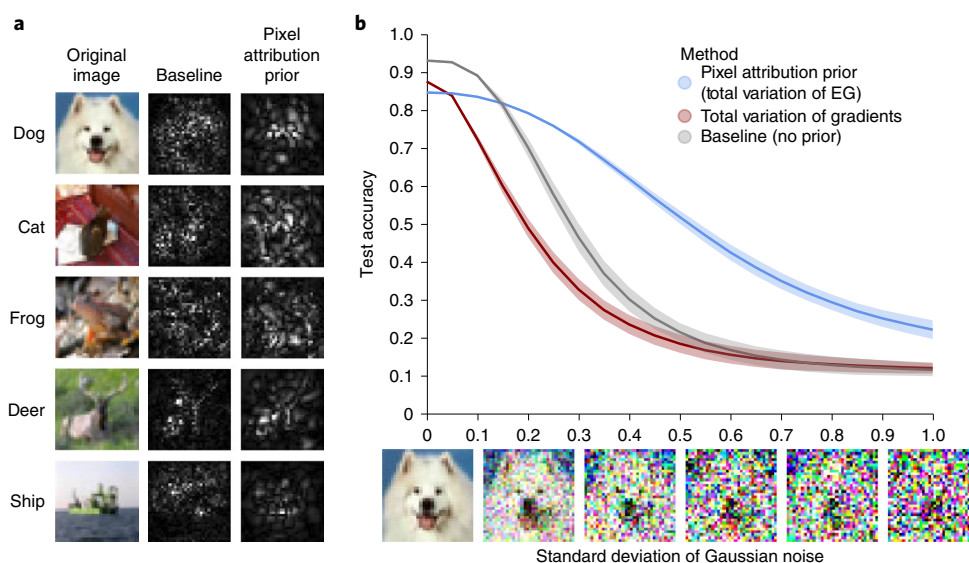 a
Original
image
Baseline
Pixel
attribution
prior
Dog
Cat
Frog
Deer
Ship
b
1.0
0.9
0.8
0.7
0.6
0.5
0.4
0.3
0.2
0.1
0
Test accuracy
Method
Pixel attribution prior
(total variation of EG)
Total variation of gradients
Baseline (no prior)
0 0.1 0.2 0.3 0.4 0.5 0.6 0.7 0.8 0.9 1.0
Standard deviation of Gaussian noise